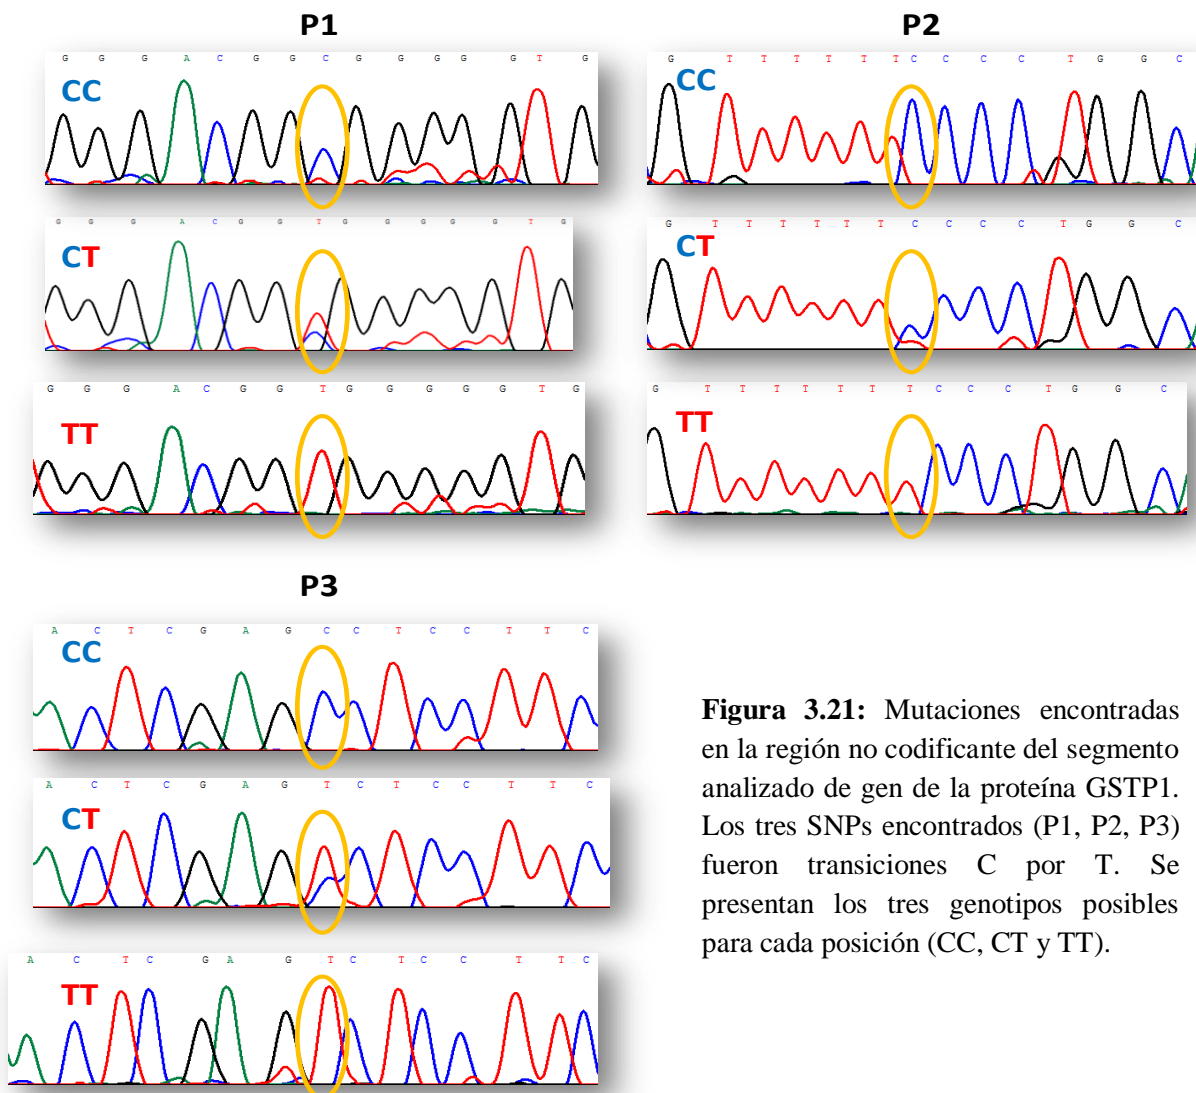 P1
G G G A C G G C G G G G G T G
CC
G G G A C G G T G G G G G T G
CT
G G G A C G G T G G G G G T G
TT
P2
G T T T T T T C C C C T G G C
CC
G T T T T T T C C C C T G G C
CT
G T T T T T T T C C C T G G C
TT
P3
A C T C G A G C C T C C T T C
CC
A C T C G A G T C T C C T T C
CT
A C T C G A G T C T C C T T C
TT
Figura 3.21: Mutaciones encontradas
en la región no codificante del segmento
analizado de gen de la proteína GSTP1.
Los tres SNPs encontrados (P1, P2, P3)
fueron transiciones C por T. Se
presentan los tres genotipos posibles
para cada posición (CC, CT y TT).